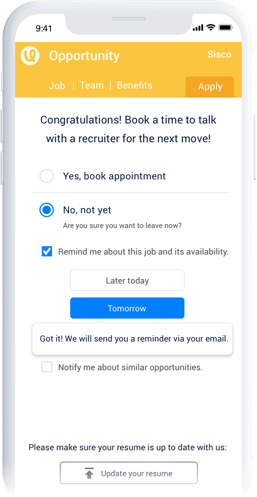 9:41
Opportunity
Sisco
Job | Team | Benefits
Apply
Congratulations! Book a time to talk
with a recruiter for the next move!
Yes, book appointment
No, not yet
Are you sure you want to leave now?
Remind me about this job and its availability.
Later today
Tomorrow
Got it! We will send you a reminder via your email.
Notify me about similar opportunities.
Please make sure your resume is up to date with us:
Update your resume